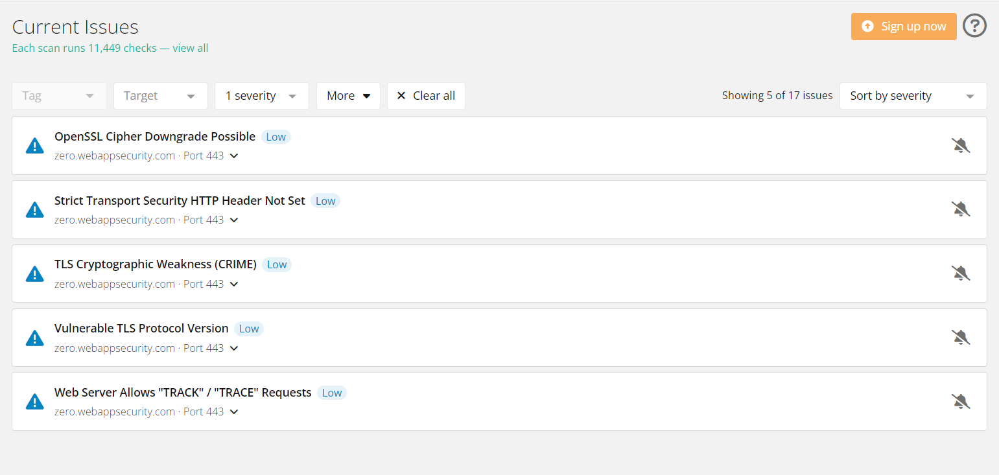 Current Issues
Sign up now
Each scan runs 11,449 checks — view all
Tag
Target
1 severity
More
Clear all
Showing 5 of 17 issues
Sort by severity
OpenSSL Cipher Downgrade Possible Low
zero.webappsecurity.com · Port 443
Strict Transport Security HTTP Header Not Set Low
zero.webappsecurity.com · Port 443
TLS Cryptographic Weakness (CRIME) Low
zero.webappsecurity.com · Port 443
Vulnerable TLS Protocol Version Low
zero.webappsecurity.com · Port 443
Web Server Allows "TRACK" / "TRACE" Requests Low
zero.webappsecurity.com · Port 443